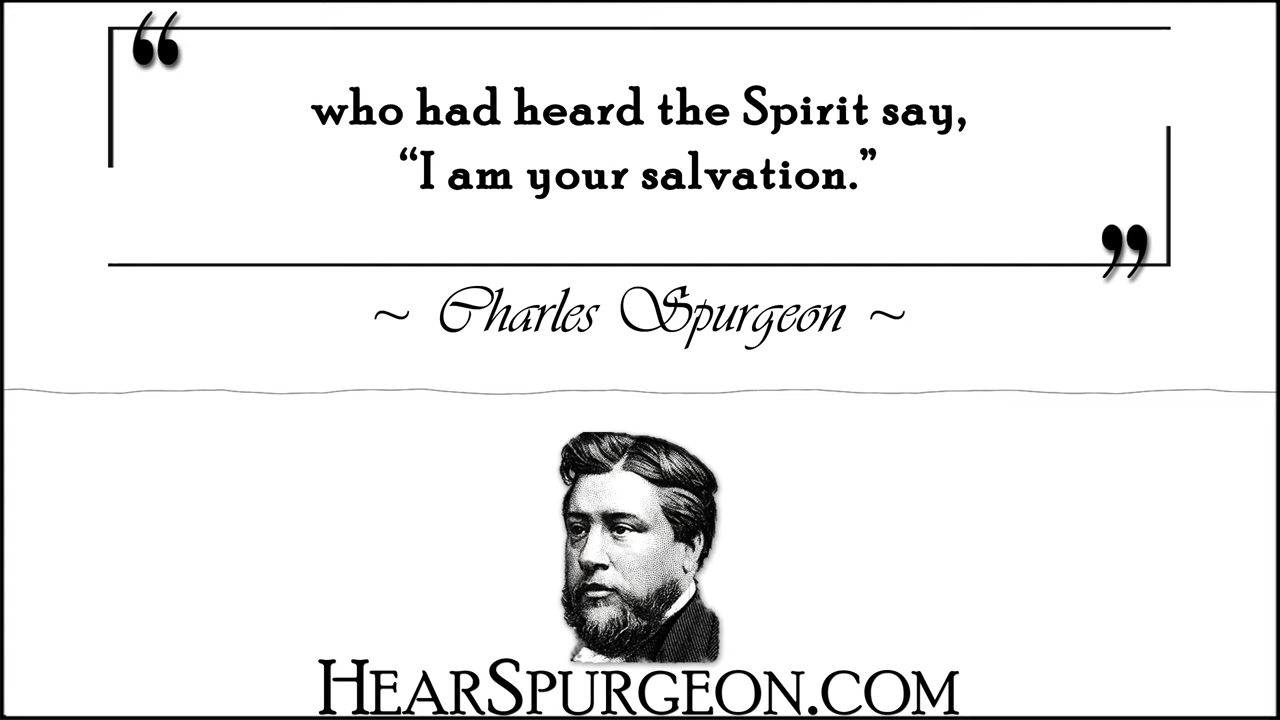 “
who had heard the Spirit say,
“I am your salvation.”
”
~ Charles Spurgeon ~
HearSpurgeon.com